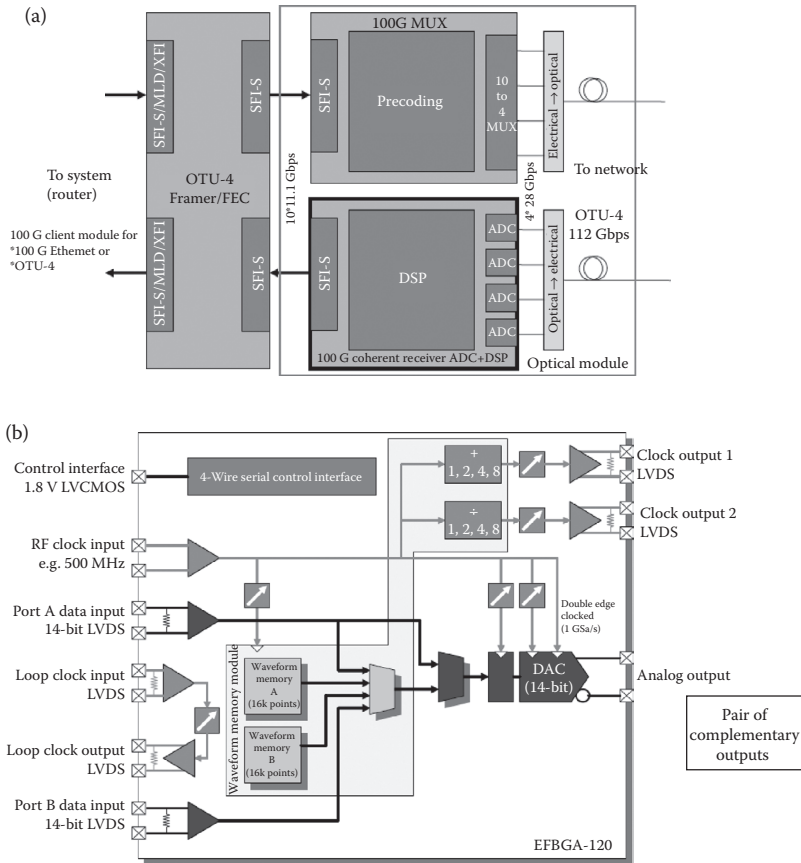 (a)
100G MUX
SFI-S/MLD/XFI
SFI-S
SFI-S
Precoding
10
to
4
MUX
Electrical → optical
To network
To system
(router)
OTU-4
Framer/FEC
10*11.1 Gbps
4* 28 Gbps
OTU-4
112 Gbps
100 G client module for
*100 G Ethemet or
*OTU-4
SFI-S/MLD/XFI
SFI-S
SFI-S
DSP
ADC
ADC
ADC
ADC
Optical → electrical
100 G coherent receiver ADC+DSP
Optical module
(b)
Control interface
1.8 V LVCMOS
4-Wire serial control interface
+
1, 2, 4, 8
Clock output 1
LVDS
÷
1, 2, 4, 8
Clock output 2
LVDS
RF clock input
e.g. 500 MHz
Port A data input
14-bit LVDS
Double edge
clocked
(1 GSa/s)
Loop clock input
LVDS
Waveform memory module
Waveform
memory
A
(16k points)
DAC
(14-bit)
Analog output
Loop clock output
LVDS
Waveform
memory
B
(16k points)
Pair of
complementary
outputs
Port B data input
14-bit LVDS
EFBGA-120